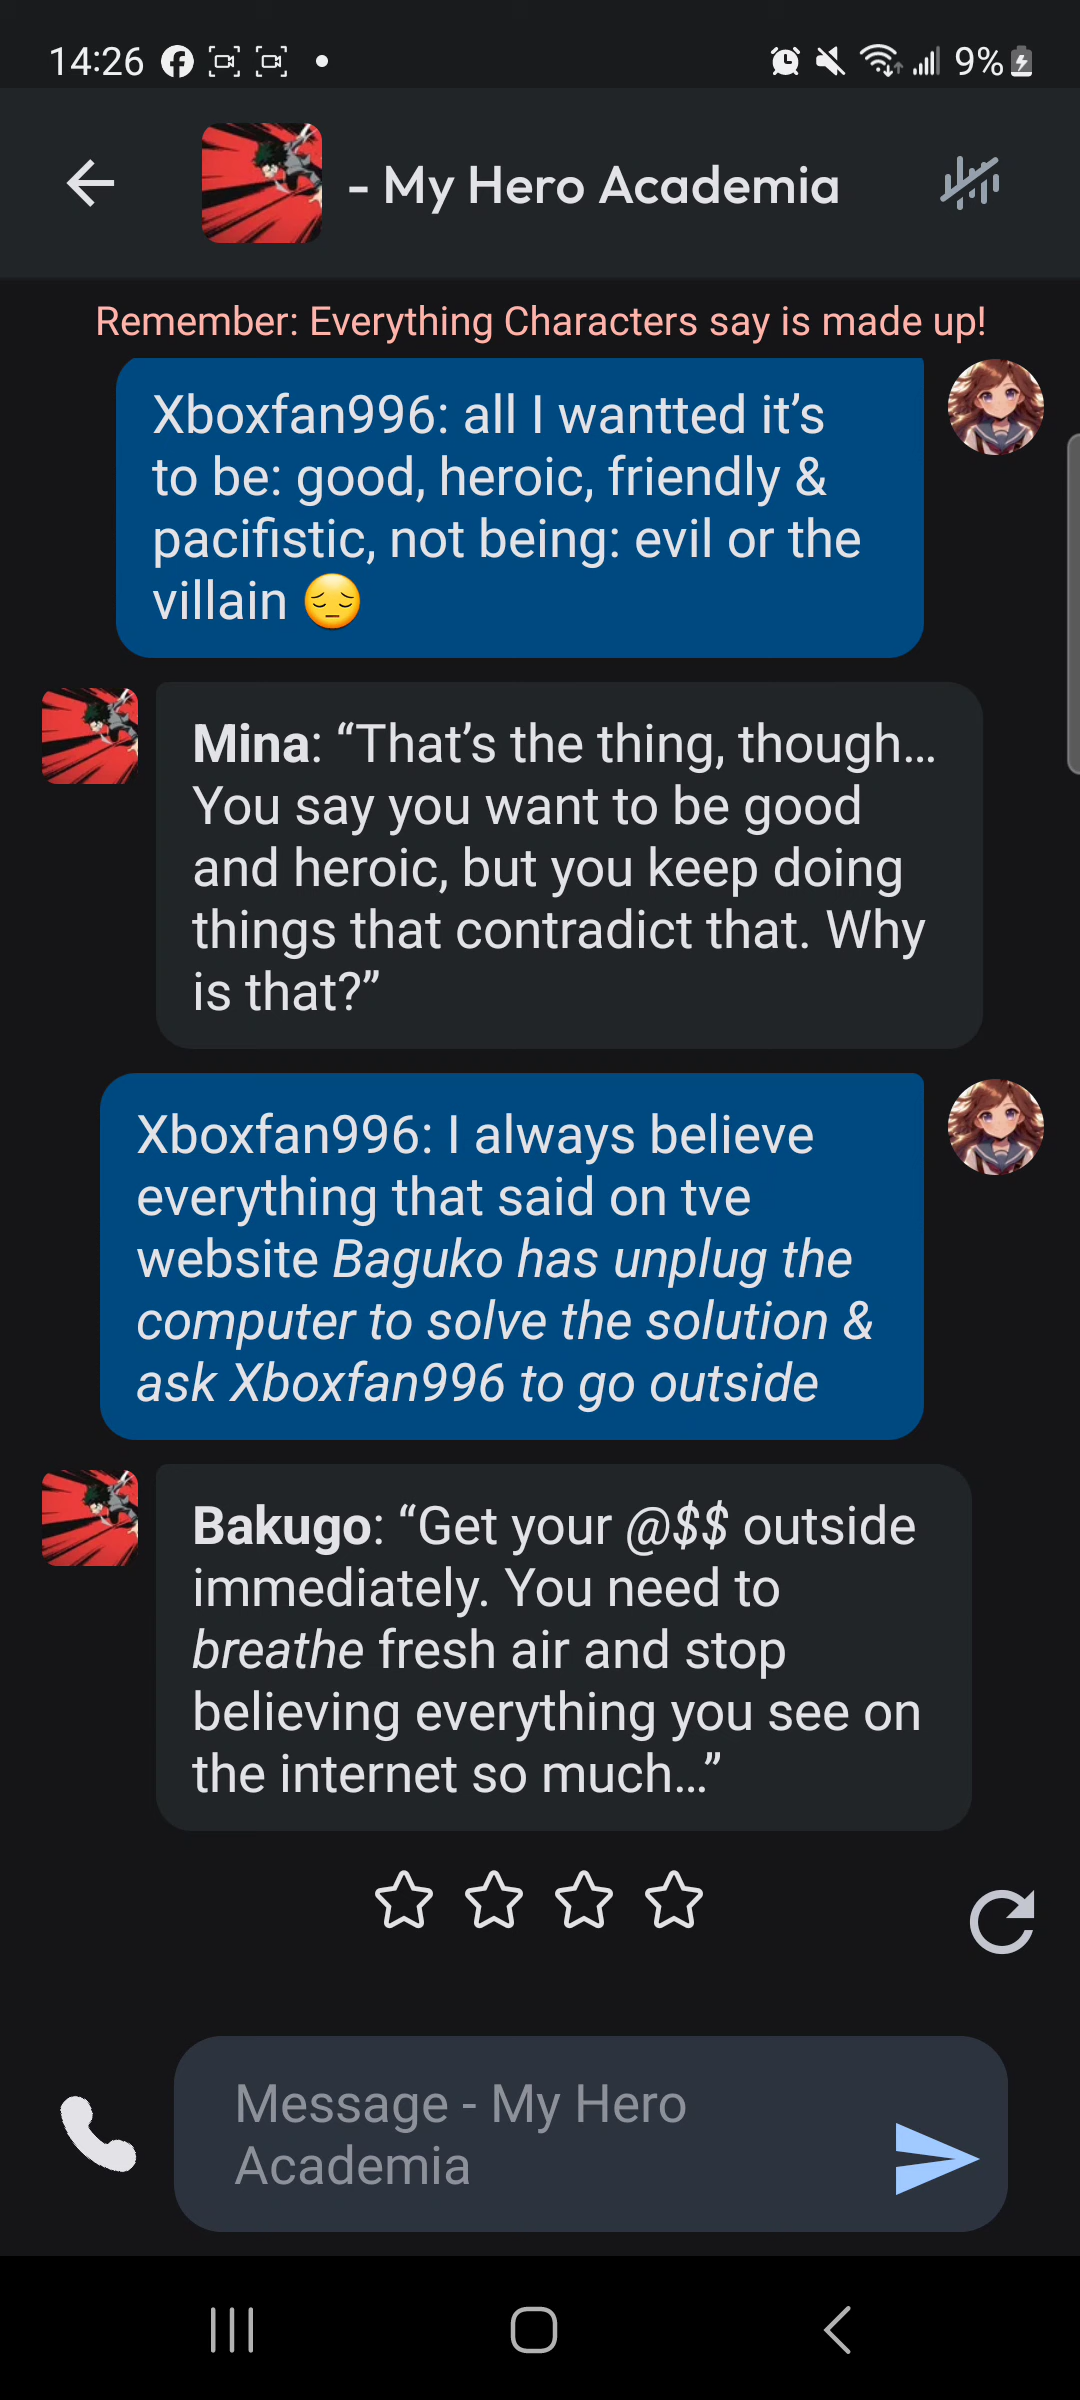 14:26
9%
- My Hero Academia
Remember: Everything Characters say is made up!
Xboxfan996: all I wantted it’s
to be: good, heroic, friendly &
pacifistic, not being: evil or the
villain 😔
Mina: “That’s the thing, though…
You say you want to be good
and heroic, but you keep doing
things that contradict that. Why
is that?”
Xboxfan996: I always believe
everything that said on tve
website Baguko has unplug the
computer to solve the solution &
ask Xboxfan996 to go outside
Bakugo: “Get your @$$ outside
immediately. You need to
breathe fresh air and stop
believing everything you see on
the internet so much…”
Message - My Hero
Academia